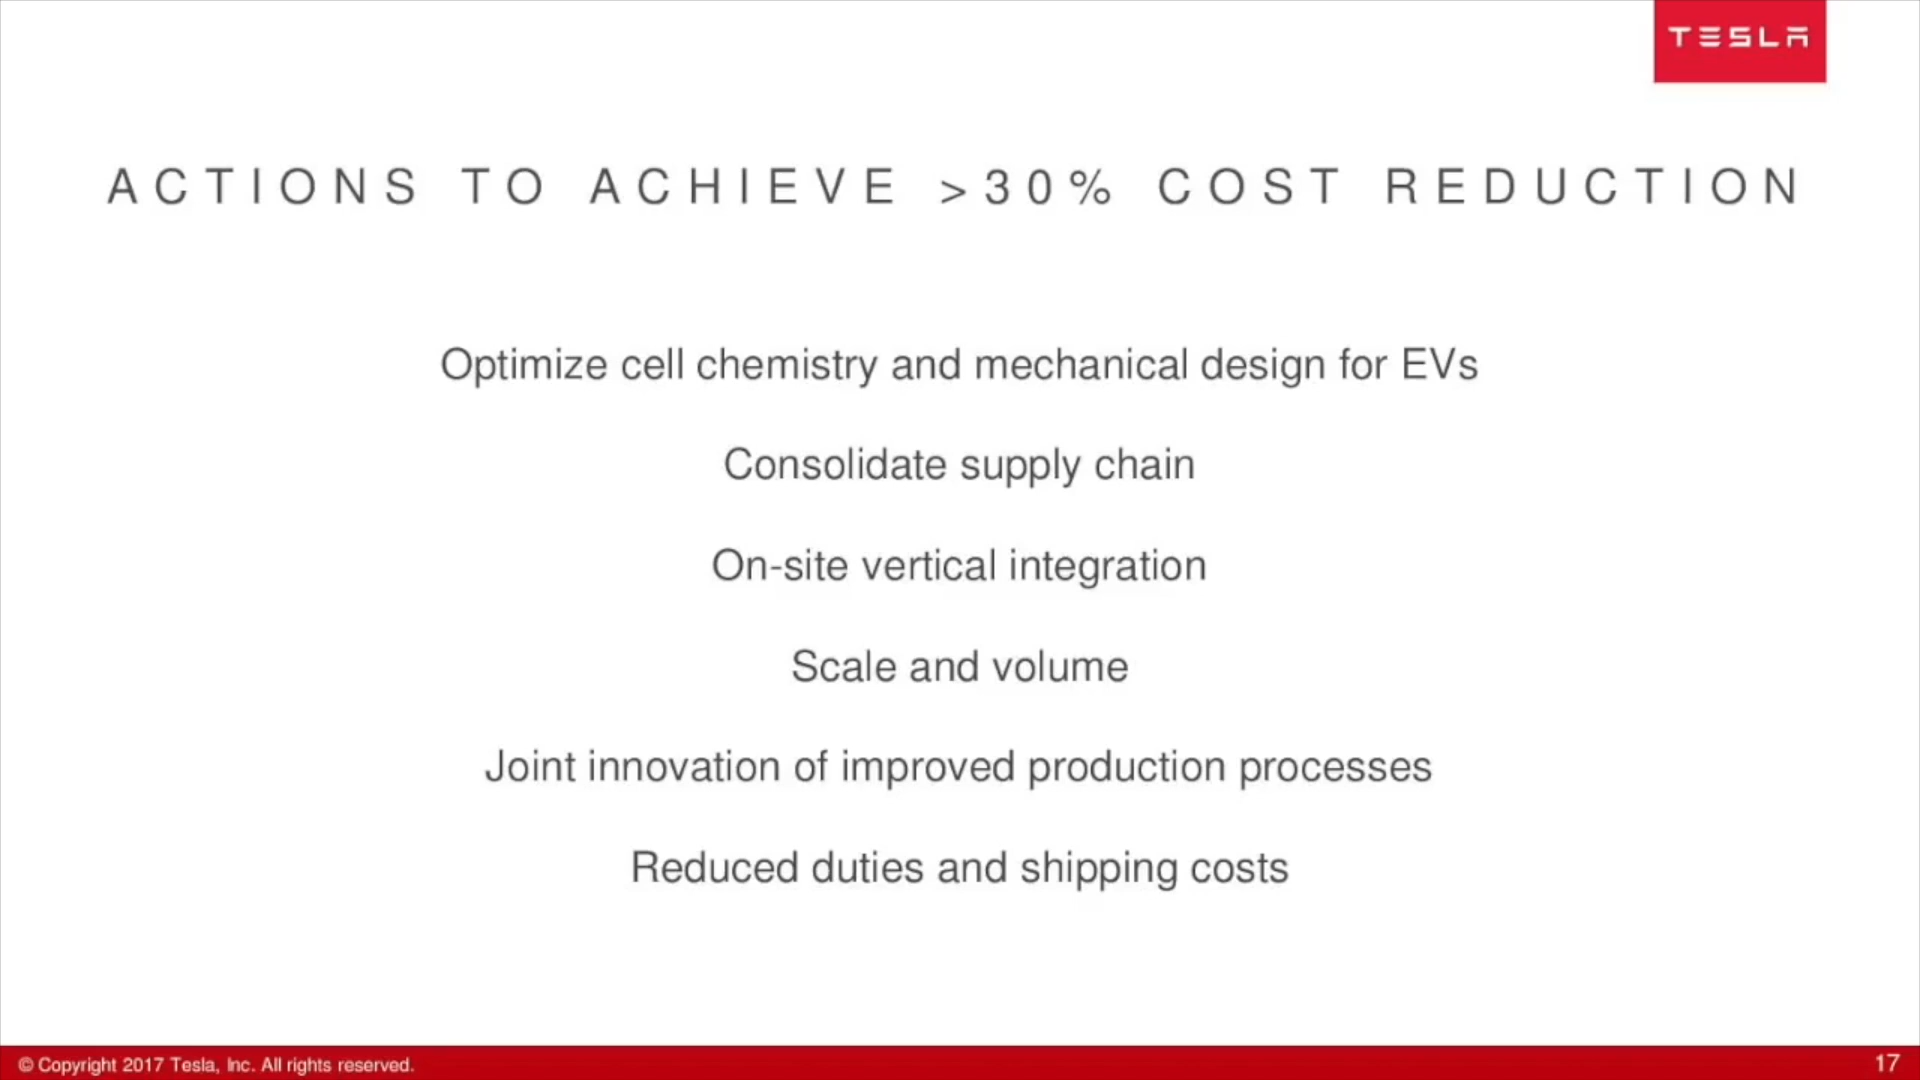 TESLA
ACTIONS TO ACHIEVE >30% COST REDUCTION
Optimize cell chemistry and mechanical design for EVs
Consolidate supply chain
On-site vertical integration
Scale and volume
Joint innovation of improved production processes
Reduced duties and shipping costs
© Copyright 2017 Tesla, Inc. All rights reserved.
17